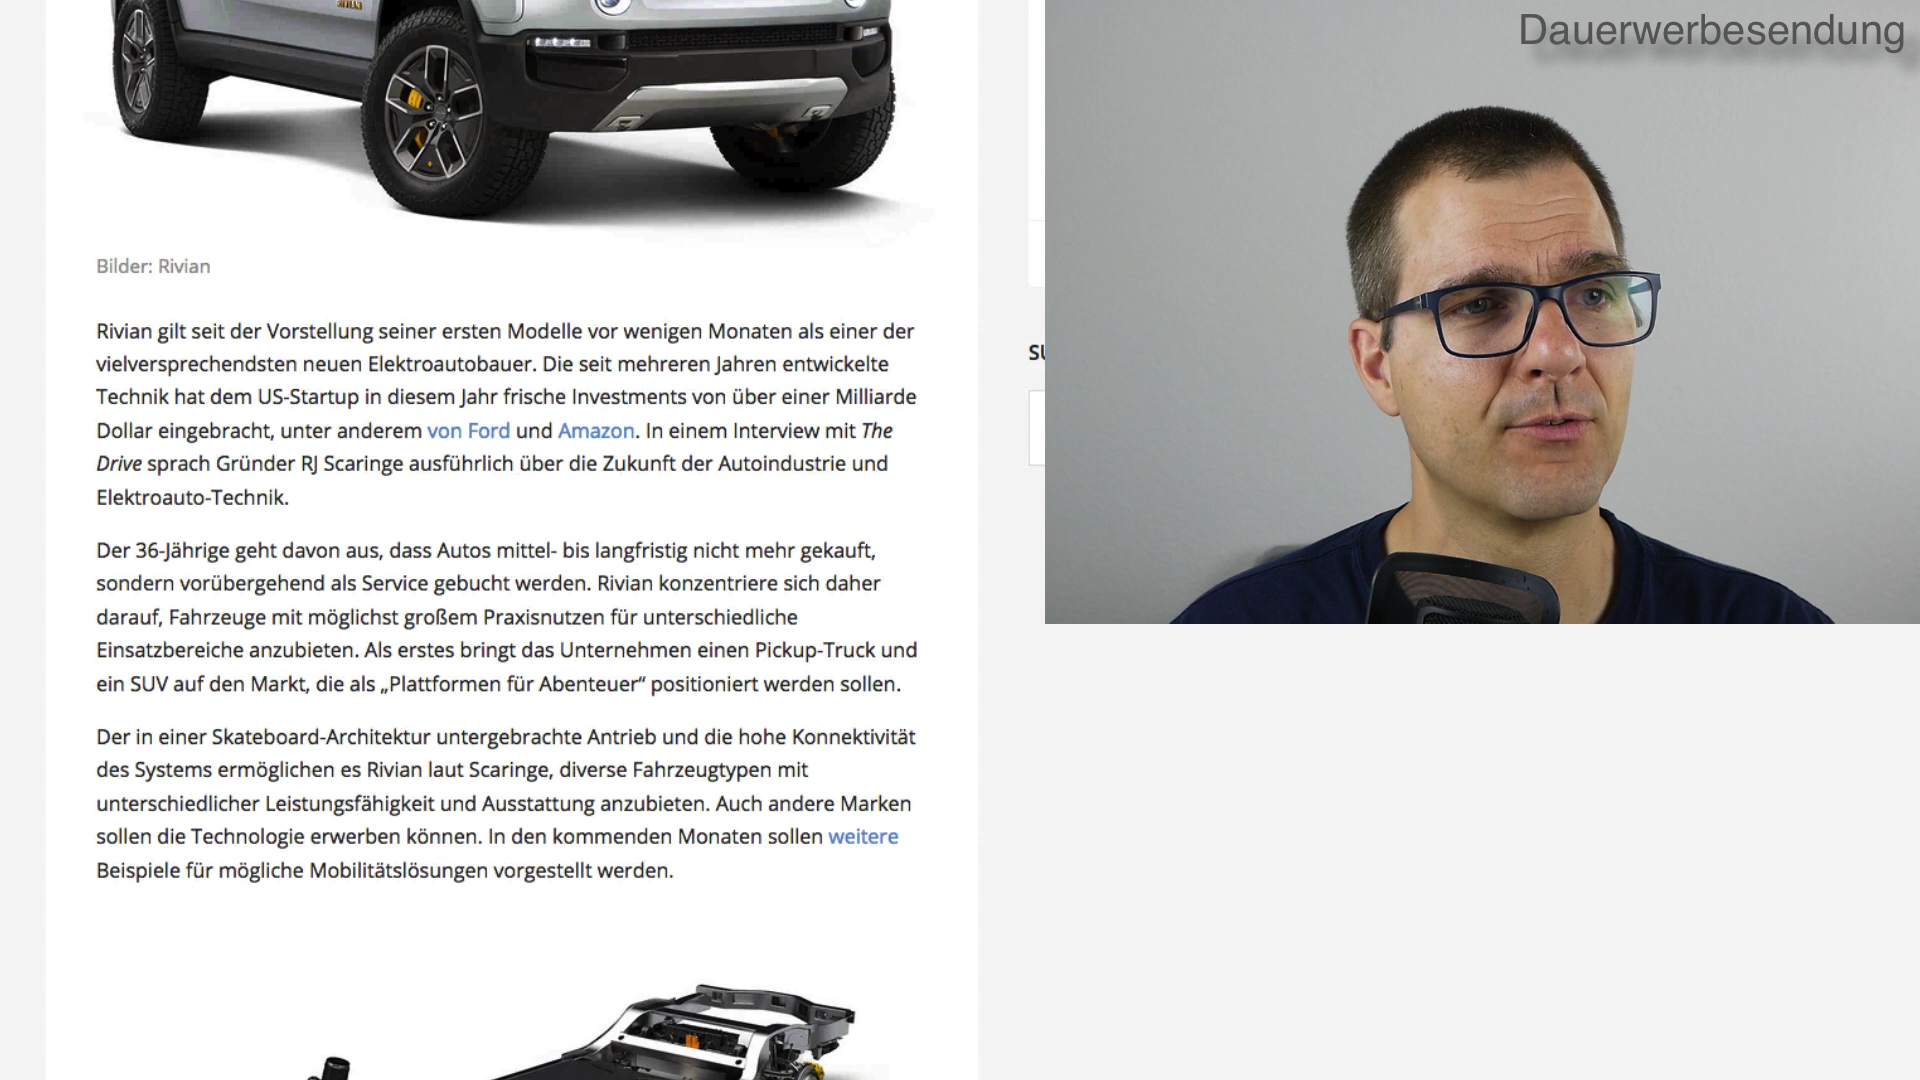 Dauerwerbesendung
RIVIAN
Bilder: Rivian
Rivian gilt seit der Vorstellung seiner ersten Modelle vor wenigen Monaten als einer der
vielversprechendsten neuen Elektroautobauer. Die seit mehreren Jahren entwickelte
Technik hat dem US-Startup in diesem Jahr frische Investments von über einer Milliarde
Dollar eingebracht, unter anderem von Ford und Amazon. In einem Interview mit The
Drive sprach Gründer RJ Scaringe ausführlich über die Zukunft der Autoindustrie und
Elektroauto-Technik.
Der 36-Jährige geht davon aus, dass Autos mittel- bis langfristig nicht mehr gekauft,
sondern vorübergehend als Service gebucht werden. Rivian konzentriere sich daher
darauf, Fahrzeuge mit möglichst großem Praxisnutzen für unterschiedliche
Einsatzbereiche anzubieten. Als erstes bringt das Unternehmen einen Pickup-Truck und
ein SUV auf den Markt, die als „Plattformen für Abenteuer“ positioniert werden sollen.
Der in einer Skateboard-Architektur untergebrachte Antrieb und die hohe Konnektivität
des Systems ermöglichen es Rivian laut Scaringe, diverse Fahrzeugtypen mit
unterschiedlicher Leistungsfähigkeit und Ausstattung anzubieten. Auch andere Marken
sollen die Technologie erwerben können. In den kommenden Monaten sollen weitere
Beispiele für mögliche Mobilitätslösungen vorgestellt werden.